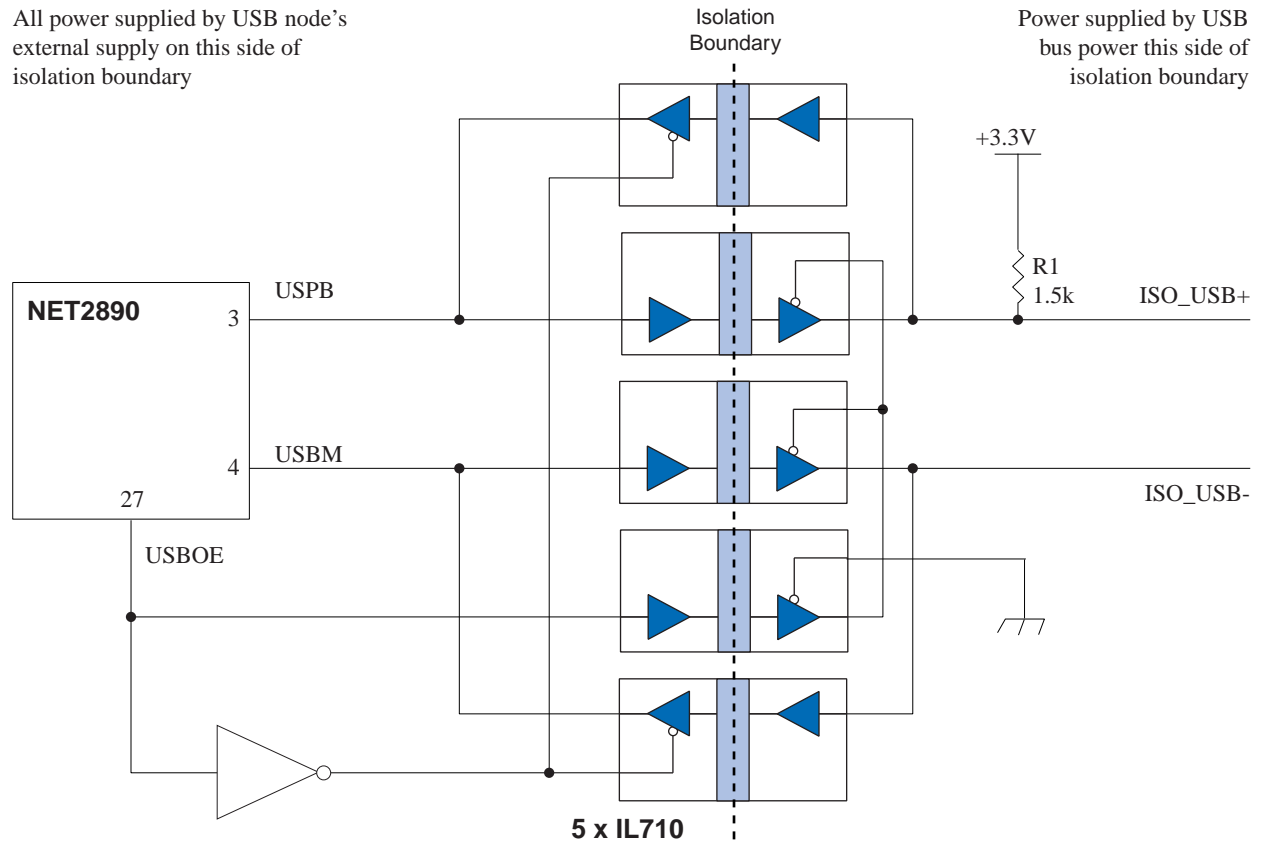 All power supplied by USB node’s
external supply on this side of
isolation boundary
Isolation
Boundary
Power supplied by USB
bus power this side of
isolation boundary
+3.3V
R1
1.5k
ISO_USB+
NET2890
3
USPB
4
USBM
ISO_USB-
27
USBOE
5 x IL710